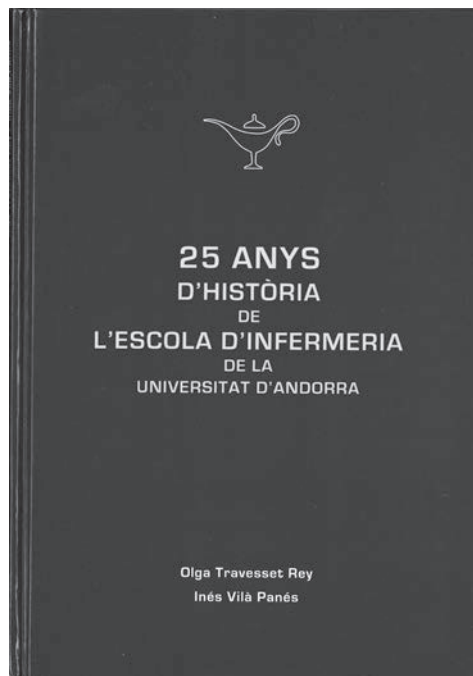 25 ANYS
D'HISTÒRIA
DE
L'ESCOLA D'INFERMERIA
DE LA
UNIVERSITAT D'ANDORRA
Olga Travesset Rey
Inés Vilà Panés